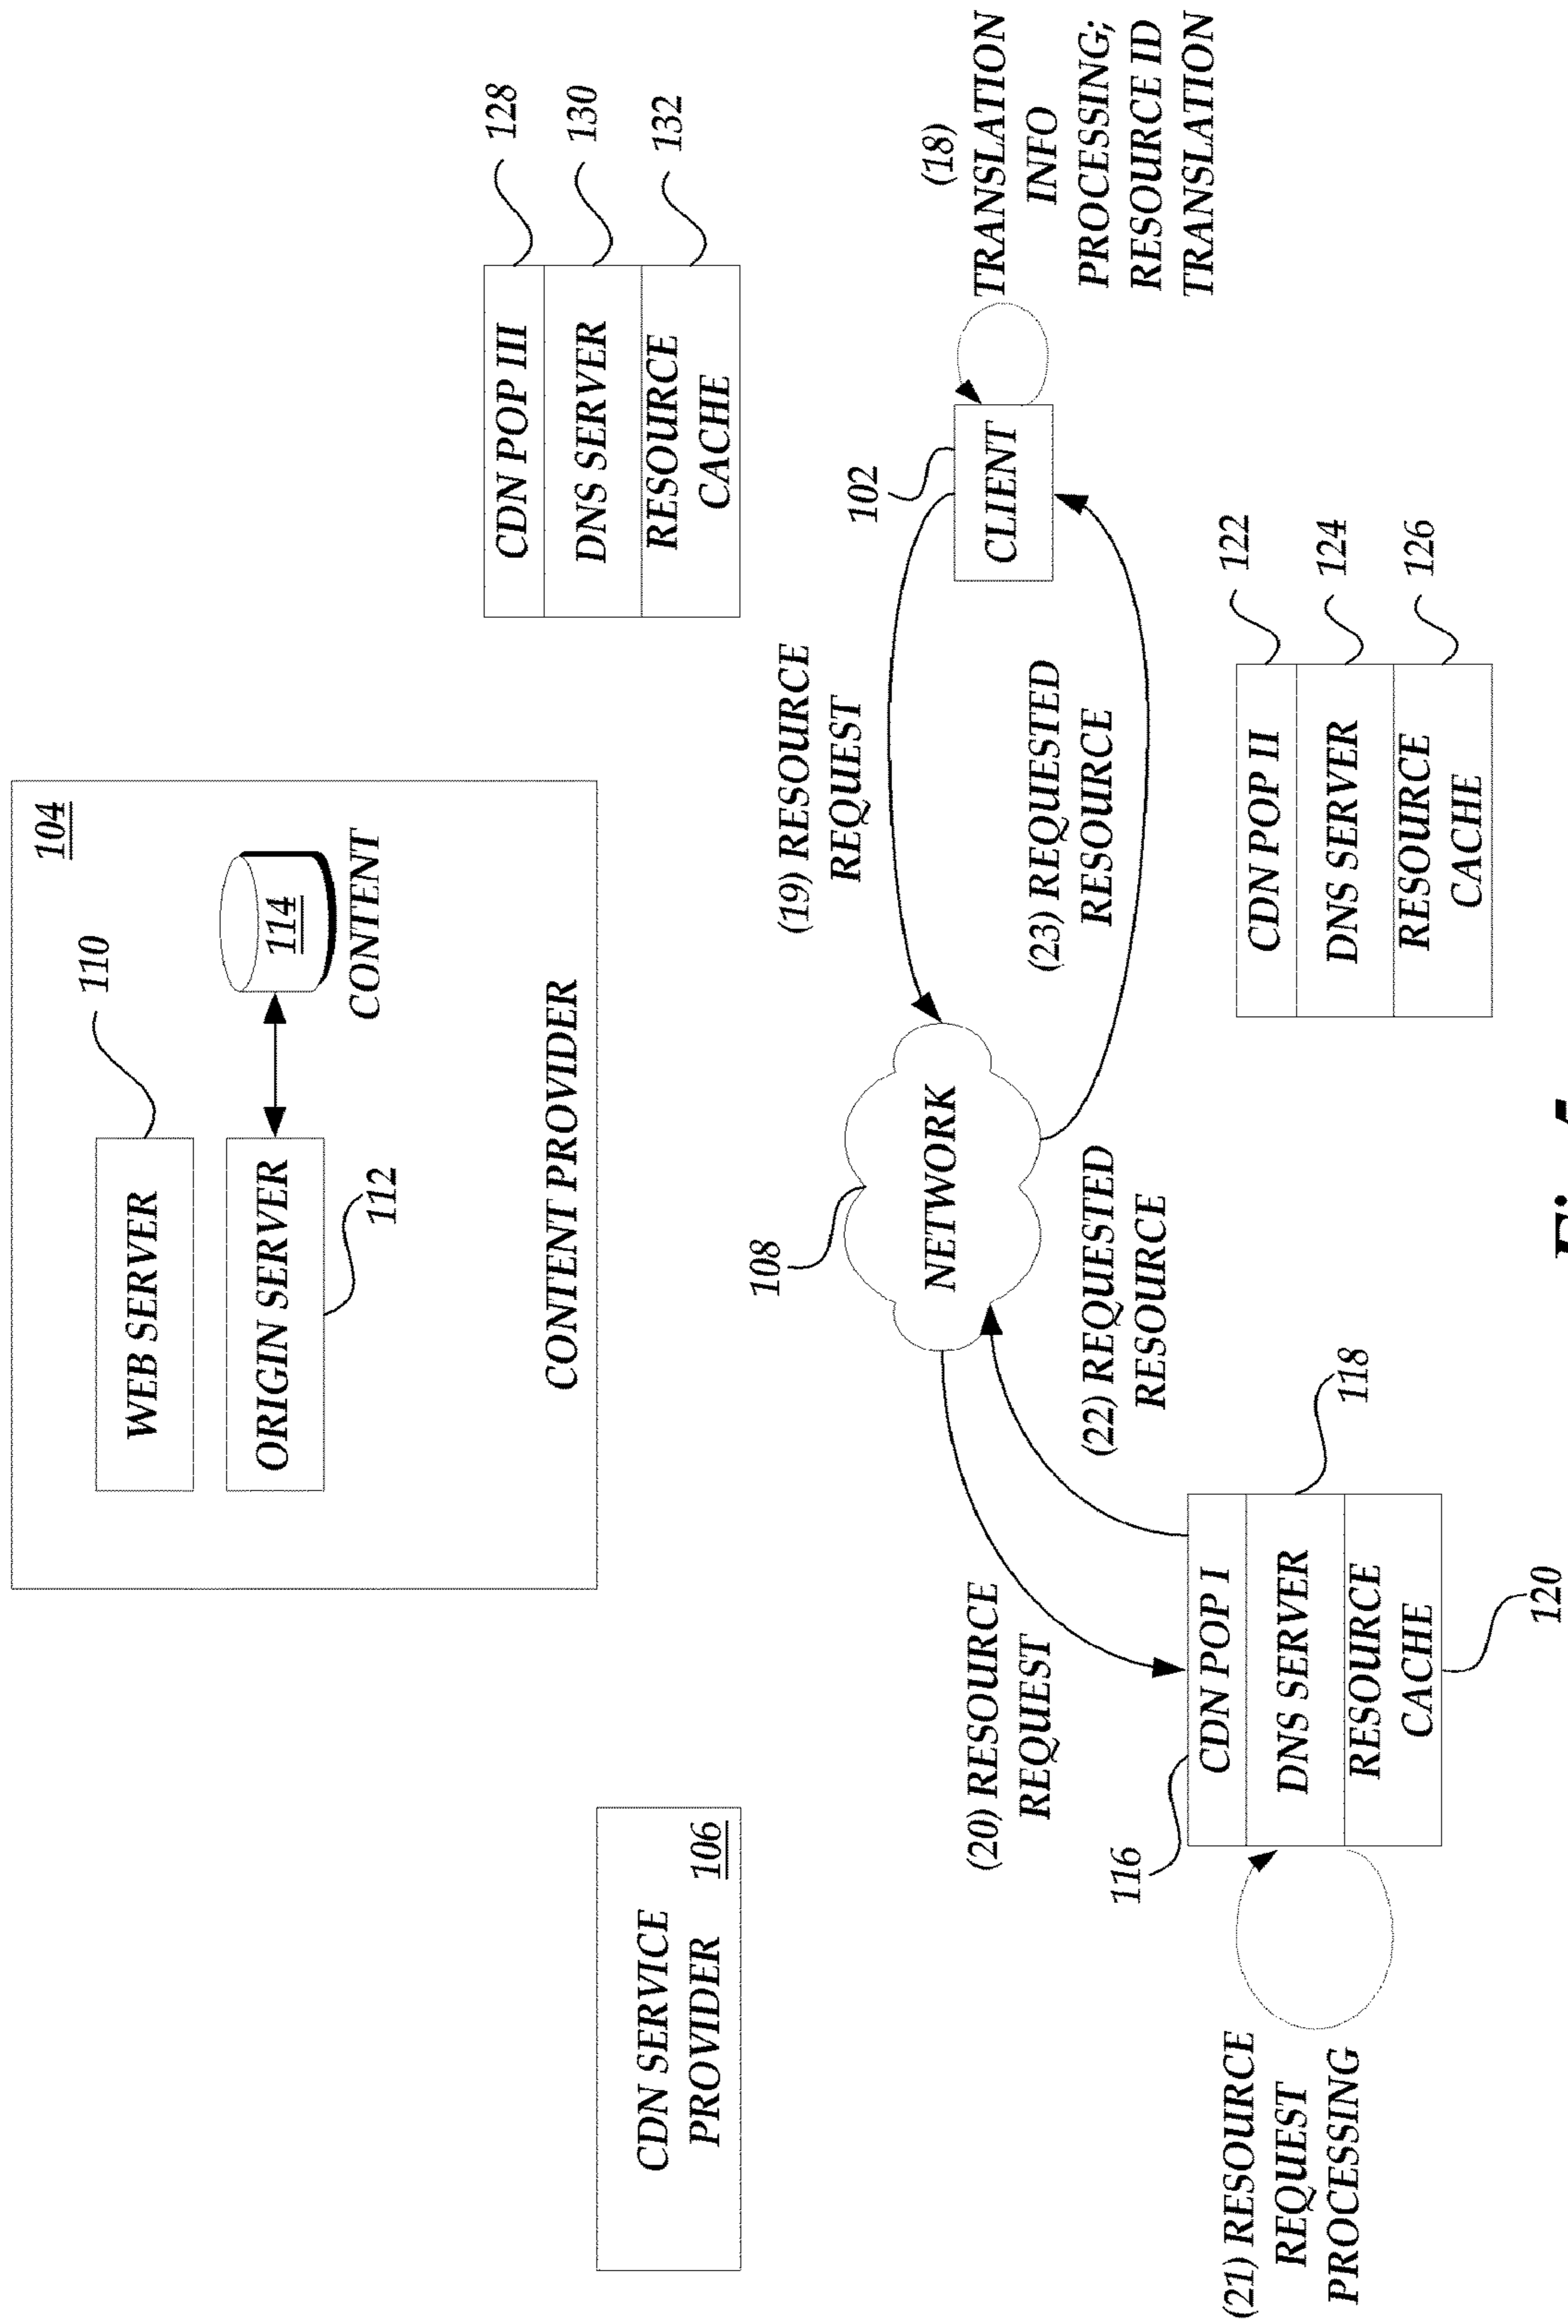 104
WEB SERVER
110
ORIGIN SERVER
112
114
CONTENT
CONTENT PROVIDER
CDN SERVICE
PROVIDER
106
CDN POP III
128
DNS SERVER
130
RESOURCE
CACHE
132
108
NETWORK
(19) RESOURCE
REQUEST
102
CLIENT
(18)
TRANSLATION
INFO
PROCESSING;
RESOURCE ID
TRANSLATION
(20) RESOURCE
REQUEST
(22) REQUESTED
RESOURCE
(23) REQUESTED
RESOURCE
116
CDN POP I
DNS SERVER
118
RESOURCE
CACHE
120
(21) RESOURCE
REQUEST
PROCESSING
CDN POP II
122
DNS SERVER
124
RESOURCE
CACHE
126